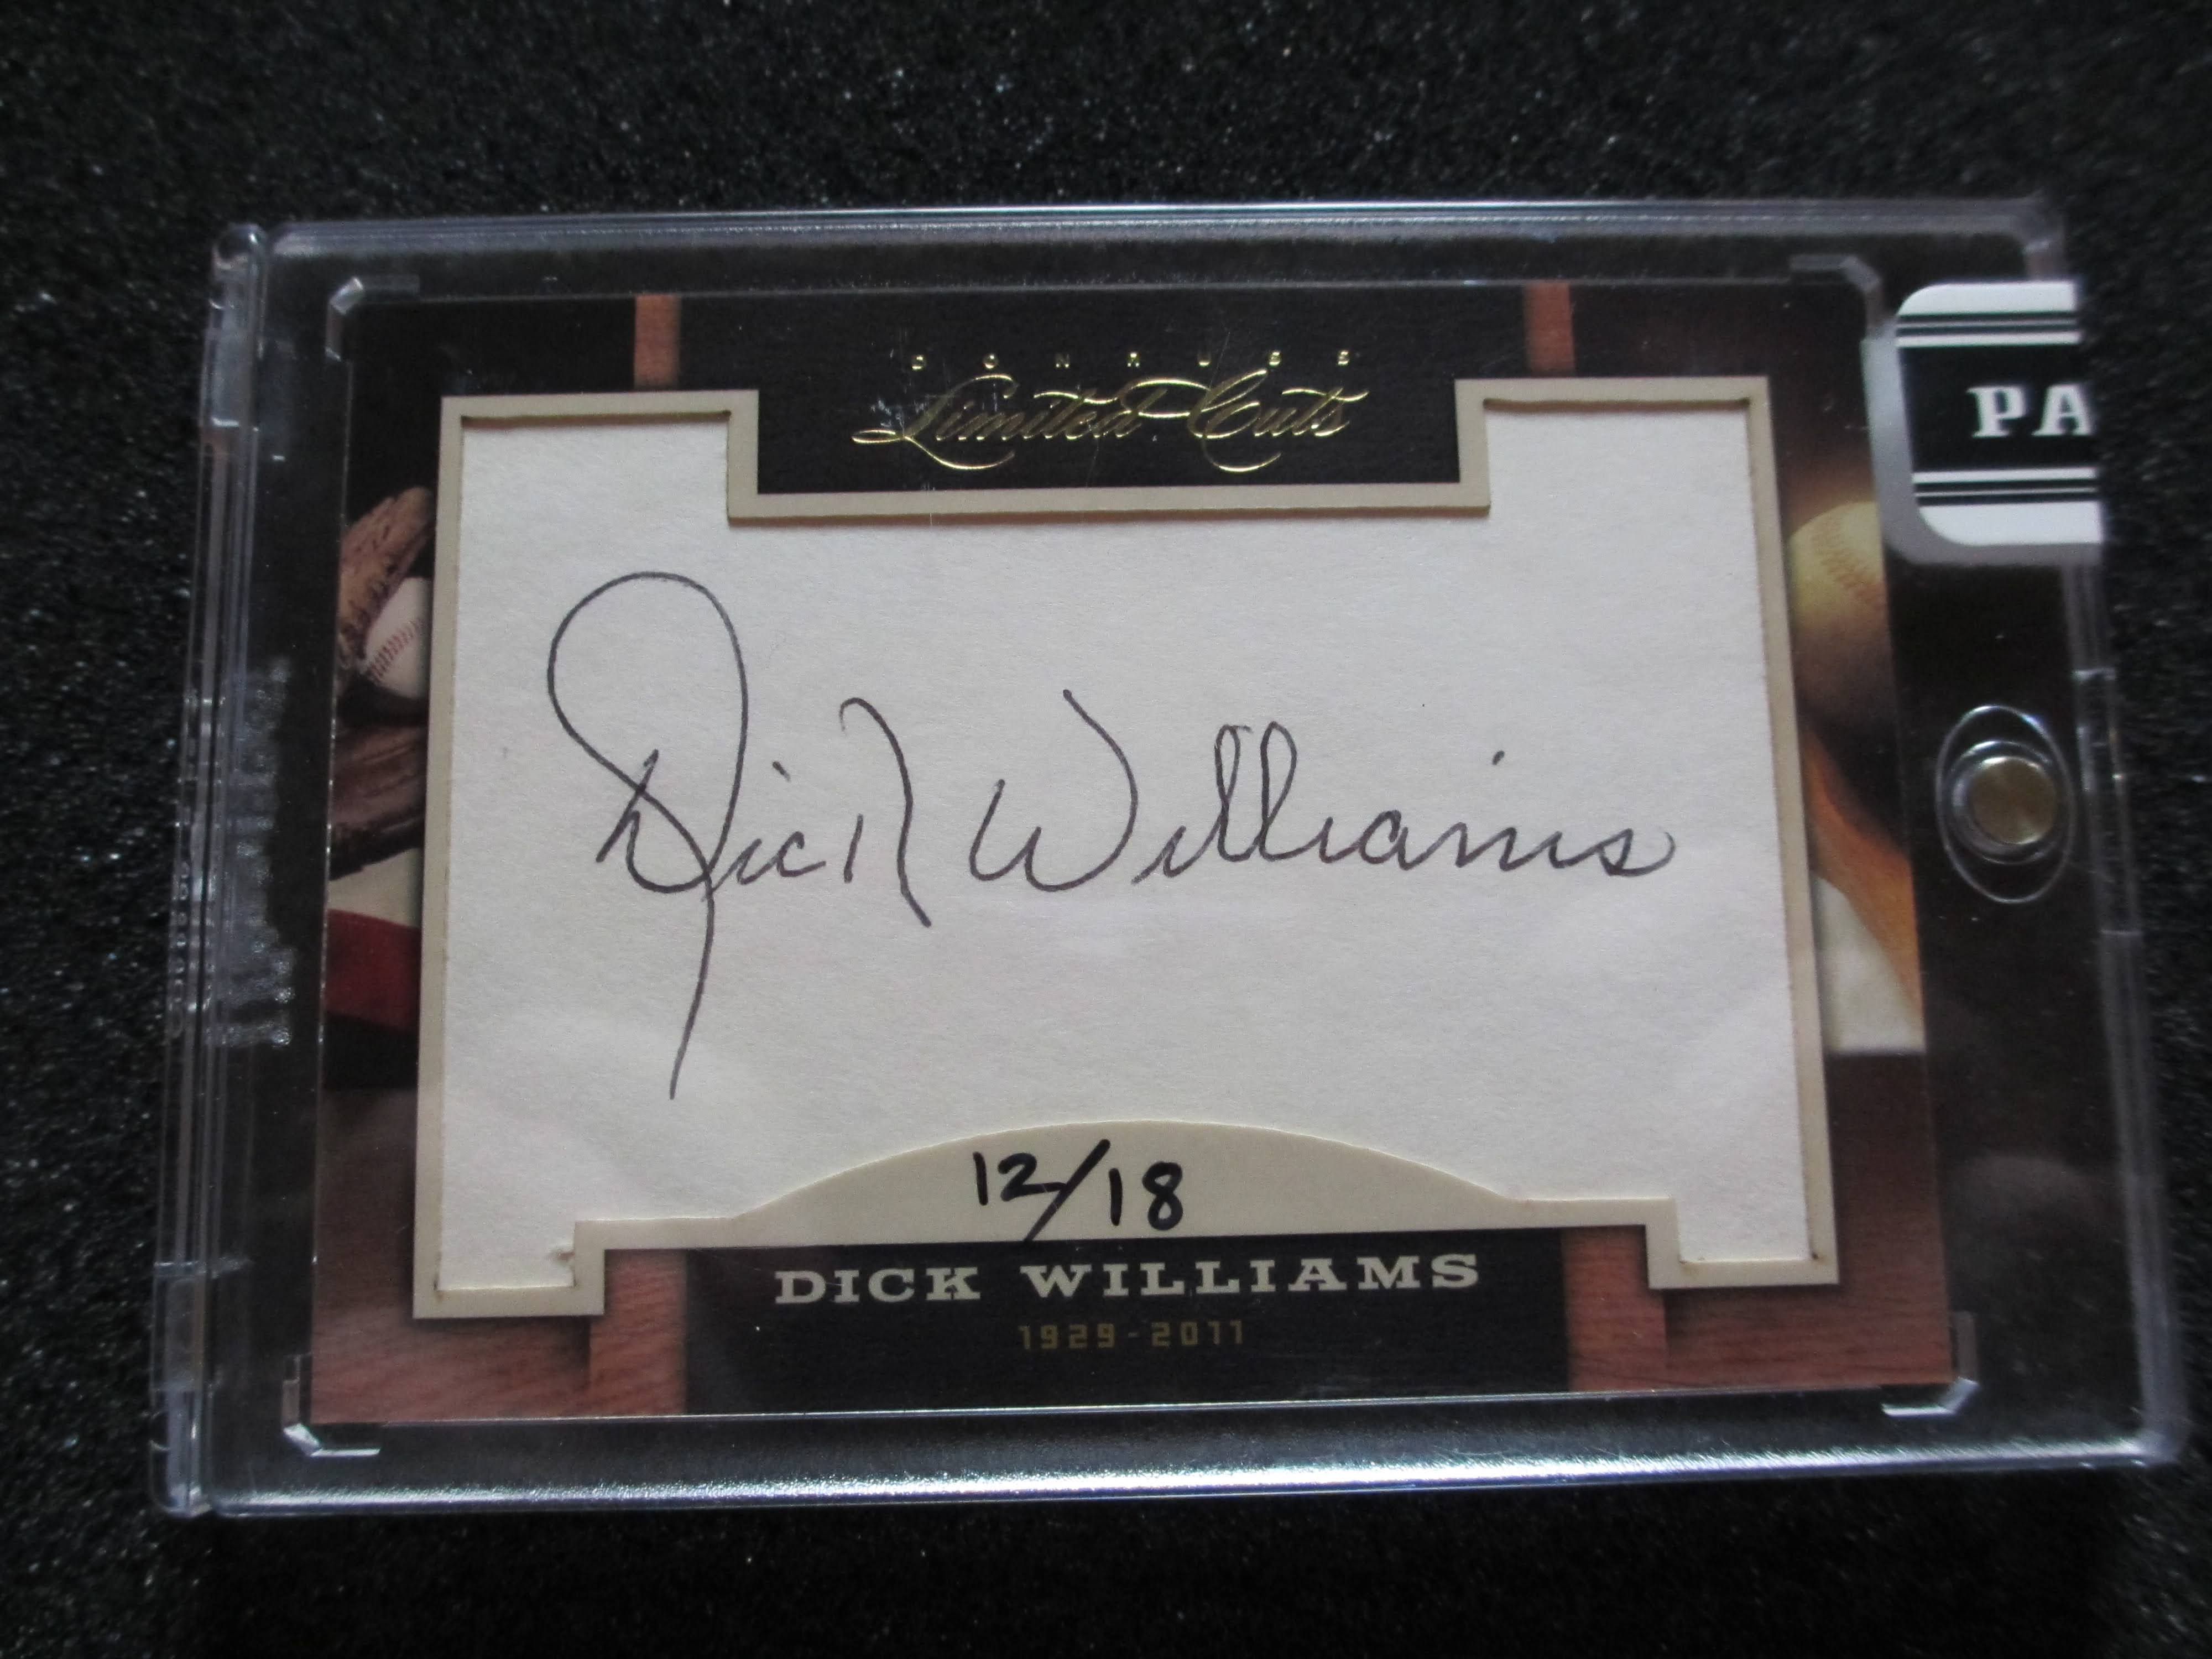 DONRUSS
Limited Cuts
PA
Dick Williams
12/18
DICK WILLIAMS
1929-2011